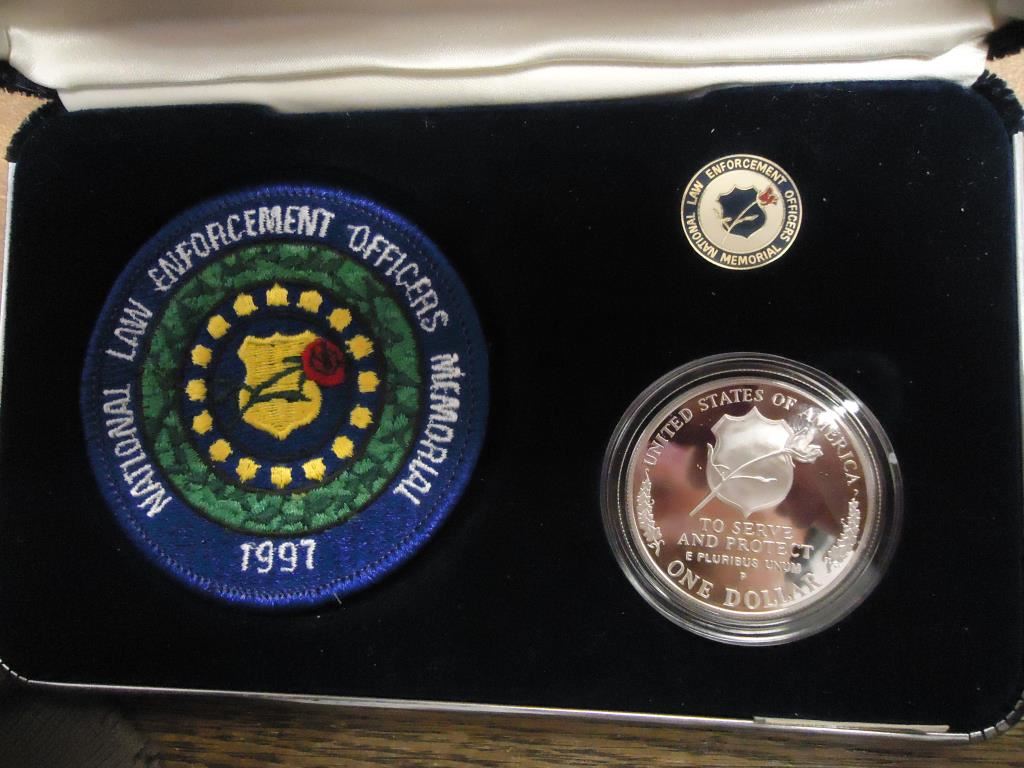 NATIONAL LAW ENFORCEMENT OFFICERS MEMORIAL
1997
NATIONAL LAW ENFORCEMENT OFFICERS
MEMORIAL
UNITED STATES OF AMERICA
TO SERVE
AND PROTECT
E PLURIBUS UNUM
P
ONE DOLLAR